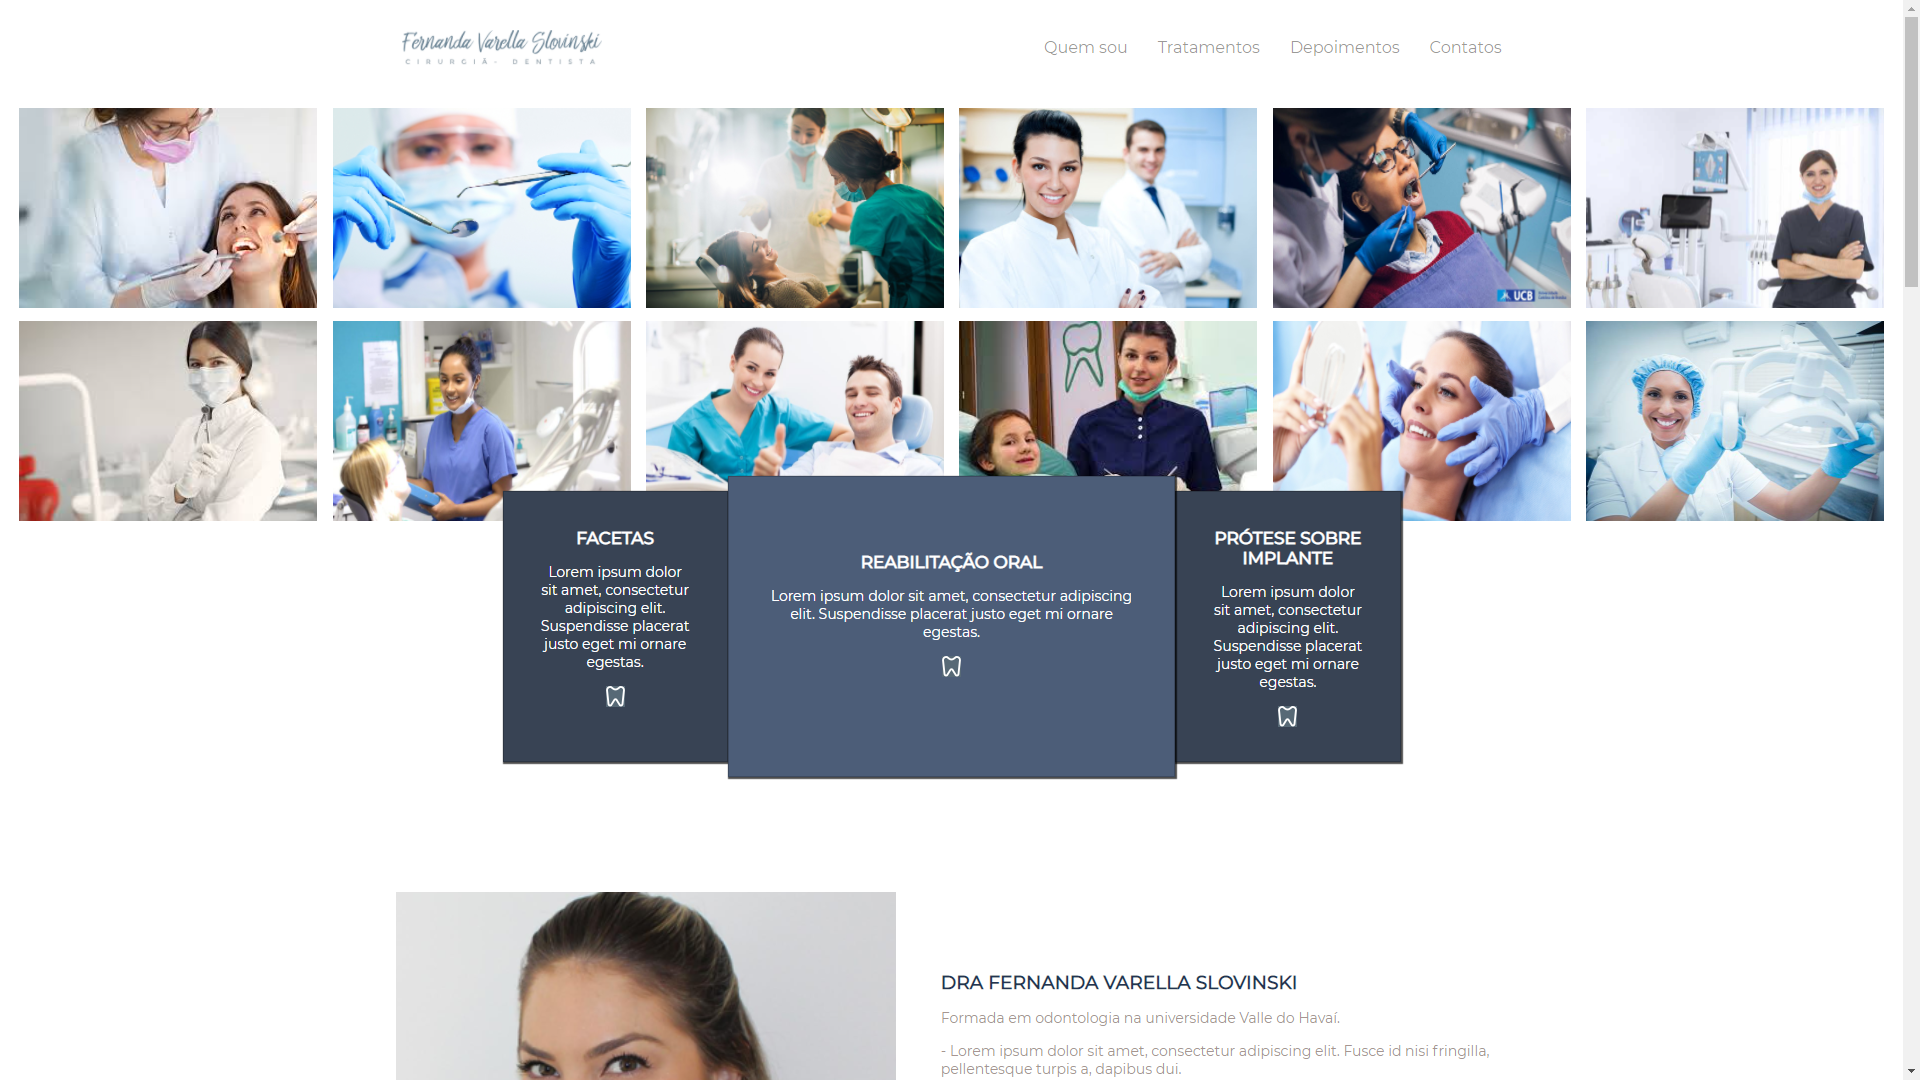 Fernanda Varella Slovinski
CIRURGIÃ- DENTISTA
Quem sou Tratamentos Depoimentos Contatos
UCB
FACETAS
Lorem ipsum dolor
sit amet, consectetur
adipiscing elit.
Suspendisse placerat
justo eget mi ornare
egestas.
REABILITAÇÃO ORAL
Lorem ipsum dolor sit amet, consectetur adipiscing
elit. Suspendisse placerat justo eget mi ornare
egestas.
PRÓTESE SOBRE
IMPLANTE
Lorem ipsum dolor
sit amet, consectetur
adipiscing elit.
Suspendisse placerat
justo eget mi ornare
egestas.
DRA FERNANDA VARELLA SLOVINSKI
Formada em odontologia na universidade Valle do Havaí.
- Lorem ipsum dolor sit amet, consectetur adipiscing elit. Fusce id nisi fringilla,
pellentesque turpis a, dapibus dui.